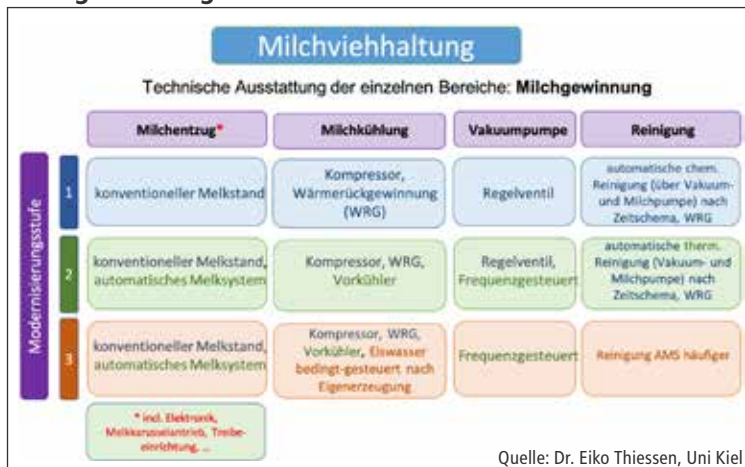 Milchviehhaltung
Technische Ausstattung der einzelnen Bereiche: Milchgewinnung
Milchentzug*
Milchkühlung
Vakuumpumpe
Reinigung
Modernisierungsstufe
1
konventioneller Melkstand
Kompressor,
Wärmerückgewinnung
(WRG)
Regelventil
automatische chem.
Reinigung (über Vakuum-
und Milchpumpe) nach
Zeitschema, WRG
2
konventioneller Melkstand,
automatisches Melksystem
Kompressor, WRG,
Vorkühler
Regelventil,
Frequenzgesteuert
automatische therm.
Reinigung (Vakuum- und
Milchpumpe) nach
Zeitschema, WRG
3
konventioneller Melkstand,
automatisches Melksystem
Kompressor, WRG,
Vorkühler, Eiswasser
bedingt-gesteuert nach
Eigenerzeugung
Frequenzgesteuert
Reinigung AMS häufiger
* incl. Elektronik,
Melkkarusselantrieb, Treibe-
einrichtung, ...
Quelle: Dr. Eiko Thiessen, Uni Kiel